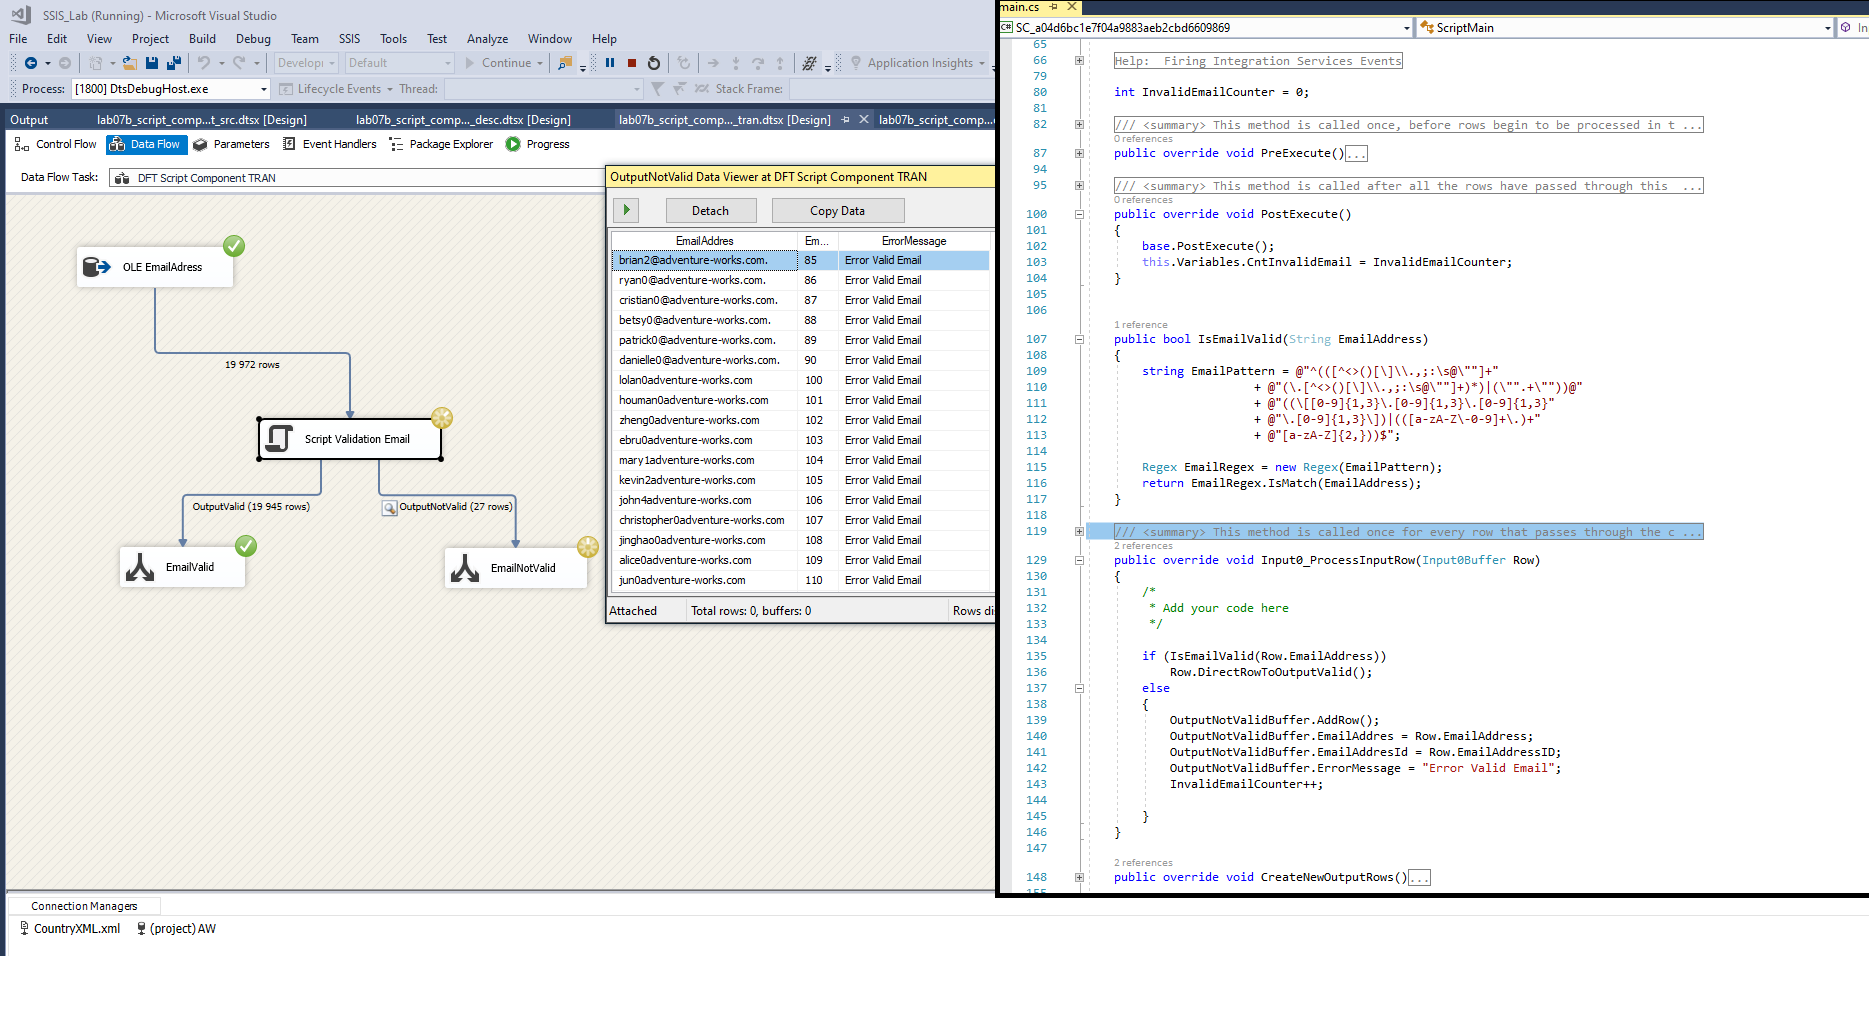 SSIS_Lab (Running) - Microsoft Visual Studio
File Edit View Project Build Debug Team SSIS Tools Test Analyze Window Help
Develop Default Continue Application Insights
Process: [1800] DtsDebugHost.exe Lifecycle Events Thread: Stack Frame:
Output lab07b_script_comp...t_src.dtsx [Design] lab07b_script_comp..._desc.dtsx [Design] lab07b_script_comp..._tran.dtsx [Design] lab07b_script_comp...
Control Flow Data Flow Parameters Event Handlers Package Explorer Progress
Data Flow Task: DFT Script Component TRAN
OLE EmailAdress
19 972 rows
Script Validation Email
OutputValid (19 945 rows) OutputNotValid (27 rows)
EmailValid EmailNotValid
OutputNotValid Data Viewer at DFT Script Component TRAN
Detach Copy Data
EmailAddres Em... ErrorMessage
brian2@adventure-works.com. 85 Error Valid Email
ryan0@adventure-works.com. 86 Error Valid Email
cristian0@adventure-works.com. 87 Error Valid Email
betsy0@adventure-works.com. 88 Error Valid Email
patrick0@adventure-works.com. 89 Error Valid Email
danielle0@adventure-works.com. 90 Error Valid Email
lolan0adventure-works.com 100 Error Valid Email
houman0adventure-works.com 101 Error Valid Email
zheng0adventure-works.com 102 Error Valid Email
ebru0adventure-works.com 103 Error Valid Email
mary1adventure-works.com 104 Error Valid Email
kevin2adventure-works.com 105 Error Valid Email
john4adventure-works.com 106 Error Valid Email
christopher0adventure-works.com 107 Error Valid Email
jinghao0adventure-works.com 108 Error Valid Email
alice0adventure-works.com 109 Error Valid Email
jun0adventure-works.com 110 Error Valid Email
Attached Total rows: 0, buffers: 0 Rows di
Connection Managers
CountryXML.xml (project) AW
main.cs
C# SC_a04d6bc1e7f04a9883aeb2cbd6609869 ScriptMain In
65
66 Help: Firing Integration Services Events
79
80 int InvalidEmailCounter = 0;
81
82 /// <summary> This method is called once, before rows begin to be processed in t ...
0 references
87 public override void PreExecute()...
94
95 /// <summary> This method is called after all the rows have passed through this ...
0 references
100 public override void PostExecute()
101 {
102 base.PostExecute();
103 this.Variables.CntInvalidEmail = InvalidEmailCounter;
104 }
105
106
1 reference
107 public bool IsEmailValid(String EmailAddress)
108 {
109 string EmailPattern = @"^(([^<>()[\]\\.,;:\s@\""]+"
110 + @"(\.[^<>()[\]\\.,;:\s@\""]+)*)|(\"".+\""))@"
111 + @"((\[[0-9]{1,3}\.[0-9]{1,3}\.[0-9]{1,3}"
112 + @"\.[0-9]{1,3}\])|(([a-zA-Z\-0-9]+\.)+"
113 + @"[a-zA-Z]{2,}))$";
114
115 Regex EmailRegex = new Regex(EmailPattern);
116 return EmailRegex.IsMatch(EmailAddress);
117 }
118
119 /// <summary> This method is called once for every row that passes through the c ...
2 references
129 public override void Input0_ProcessInputRow(Input0Buffer Row)
130 {
131 /*
132 * Add your code here
133 */
134
135 if (IsEmailValid(Row.EmailAddress))
136 Row.DirectRowToOutputValid();
137 else
138 {
139 OutputNotValidBuffer.AddRow();
140 OutputNotValidBuffer.EmailAddres = Row.EmailAddress;
141 OutputNotValidBuffer.EmailAddresId = Row.EmailAddressID;
142 OutputNotValidBuffer.ErrorMessage = "Error Valid Email";
143 InvalidEmailCounter++;
144
145 }
146 }
147
2 references
148 public override void CreateNewOutputRows()...